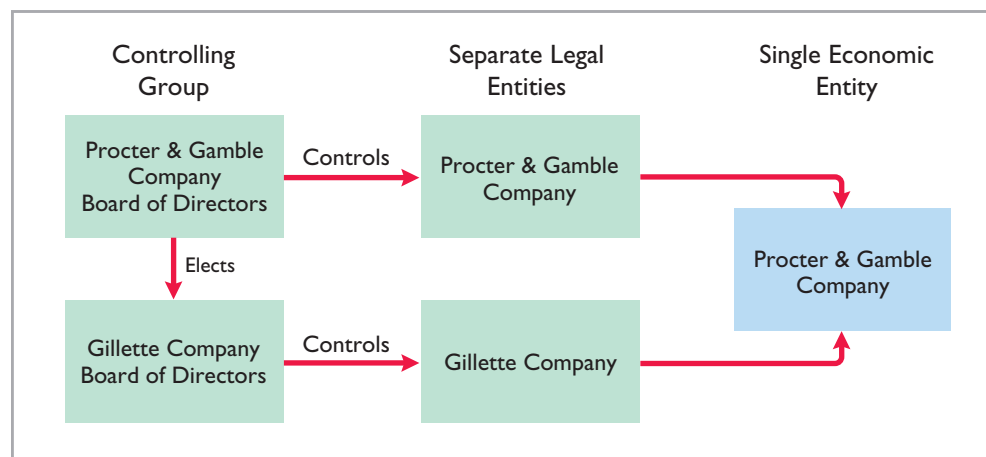 Controlling
Group
Separate Legal
Entities
Single Economic
Entity
Procter & Gamble
Company
Board of Directors
Controls
Procter & Gamble
Company
Procter & Gamble
Company
Elects
Gillette Company
Board of Directors
Controls
Gillette Company